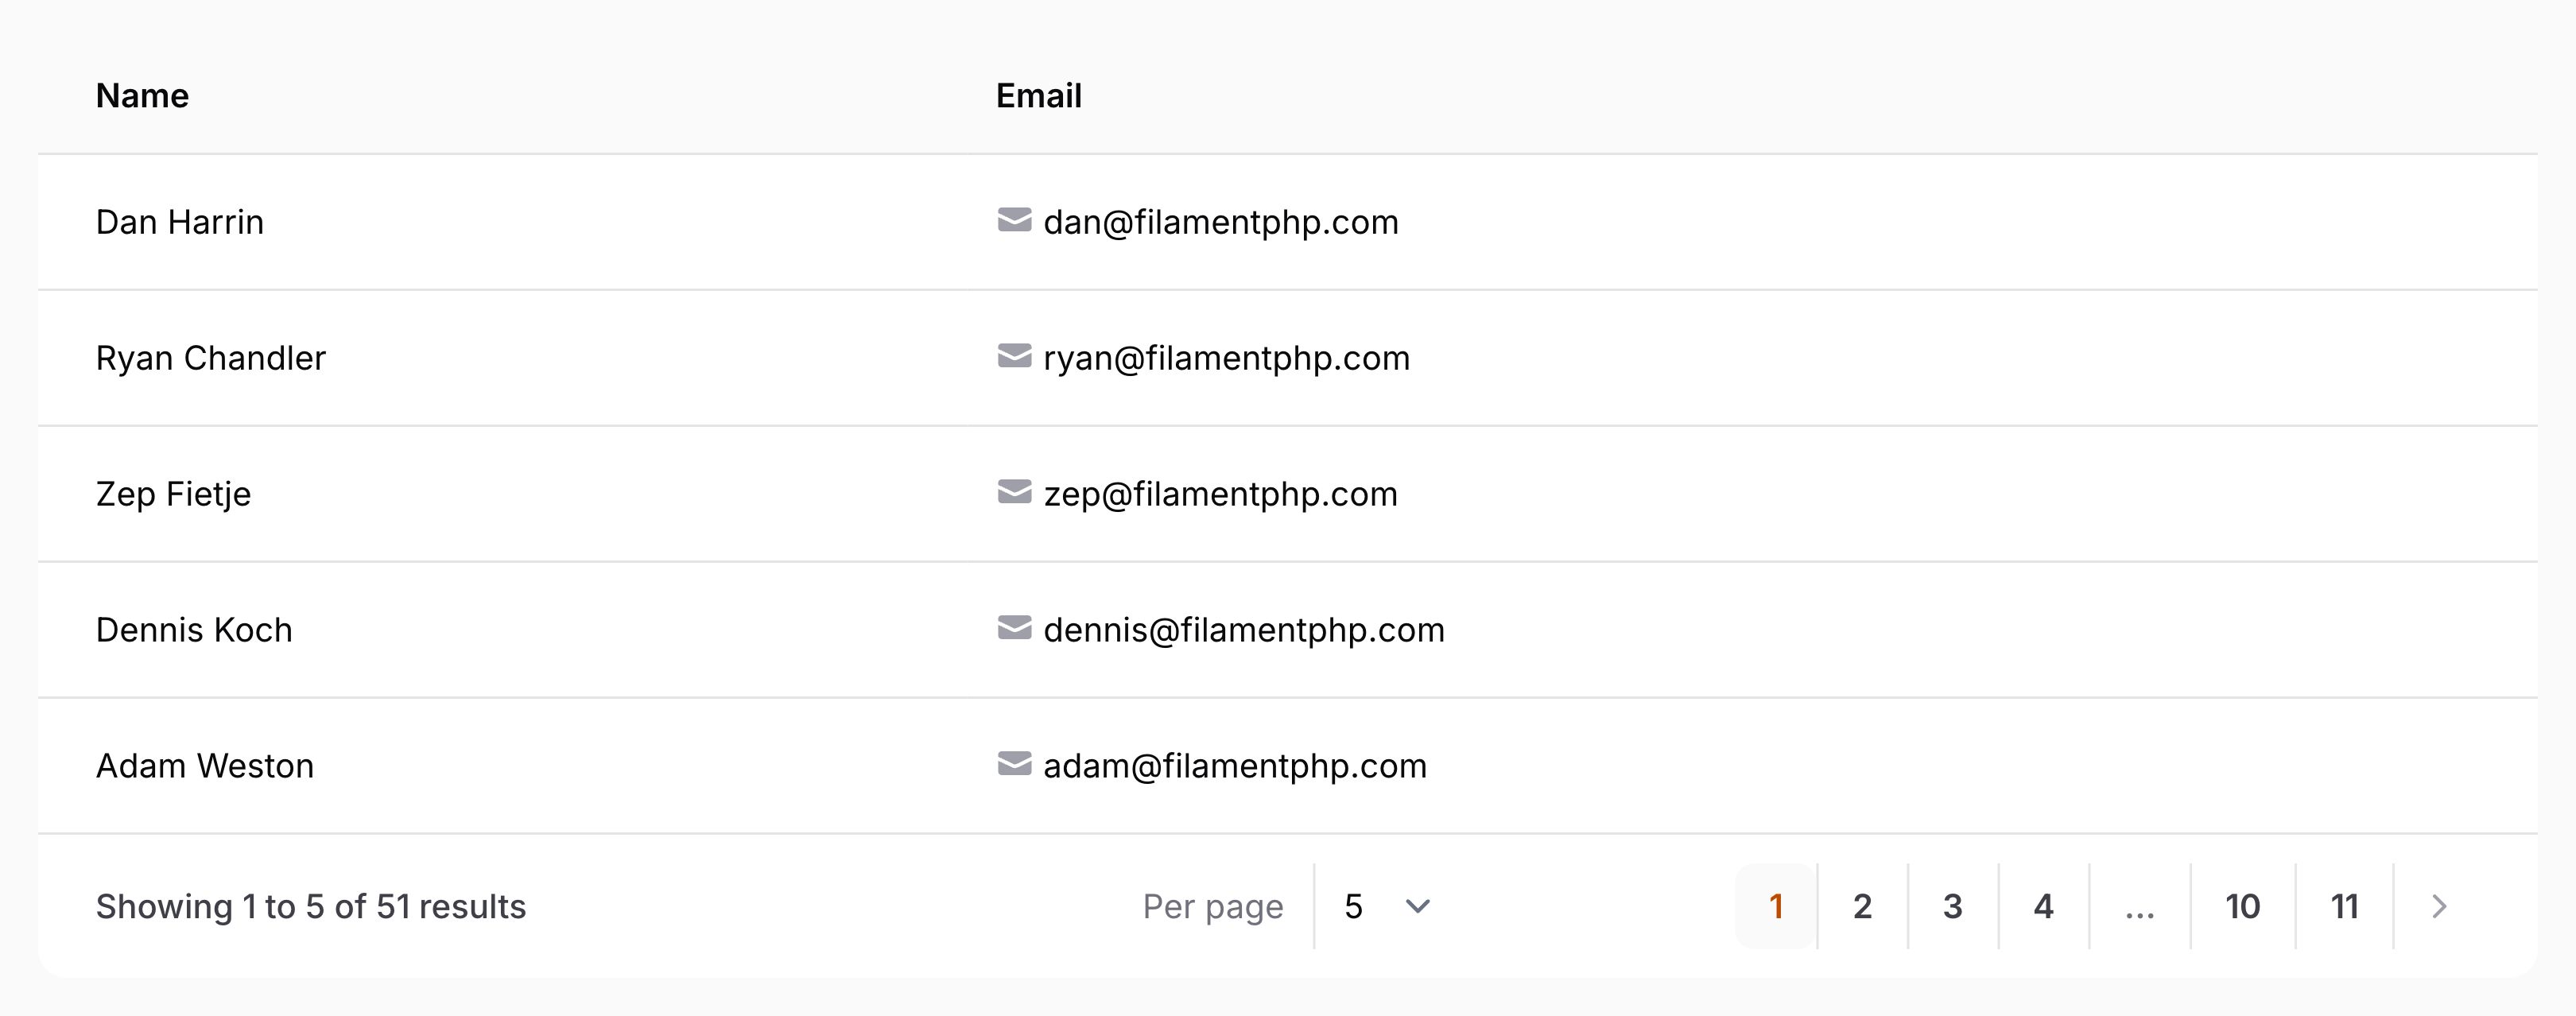 Name Email
Dan Harrin dan@filamentphp.com
Ryan Chandler ryan@filamentphp.com
Zep Fietje zep@filamentphp.com
Dennis Koch dennis@filamentphp.com
Adam Weston adam@filamentphp.com
Showing 1 to 5 of 51 results Per page 5 1 2 3 4 ... 10 11